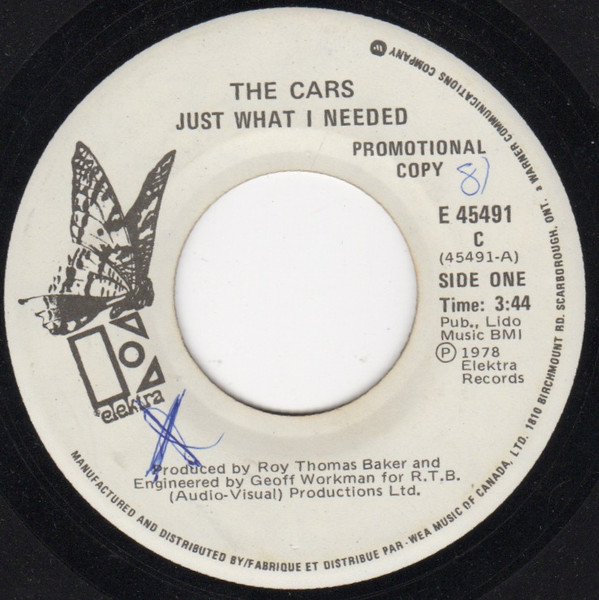 THE CARS
JUST WHAT I NEEDED
PROMOTIONAL
COPY
81
E 45491
C
(45491-A)
SIDE ONE
Time: 3:44
Pub., Lido
Music BMI
Ⓟ 1978
Elektra
Records
elektra
Produced by Roy Thomas Baker and
Engineered by Geoff Workman for R.T.B.
(Audio-Visual) Productions Ltd.
MANUFACTURED AND DISTRIBUTED BY/FABRIQUE ET DISTRIBUE PAR - WEA MUSIC OF CANADA, LTD. 1810 BIRCHMOUNT RD. SCARBOROUGH, ONT. a WARNER COMMUNICATIONS COMPANY